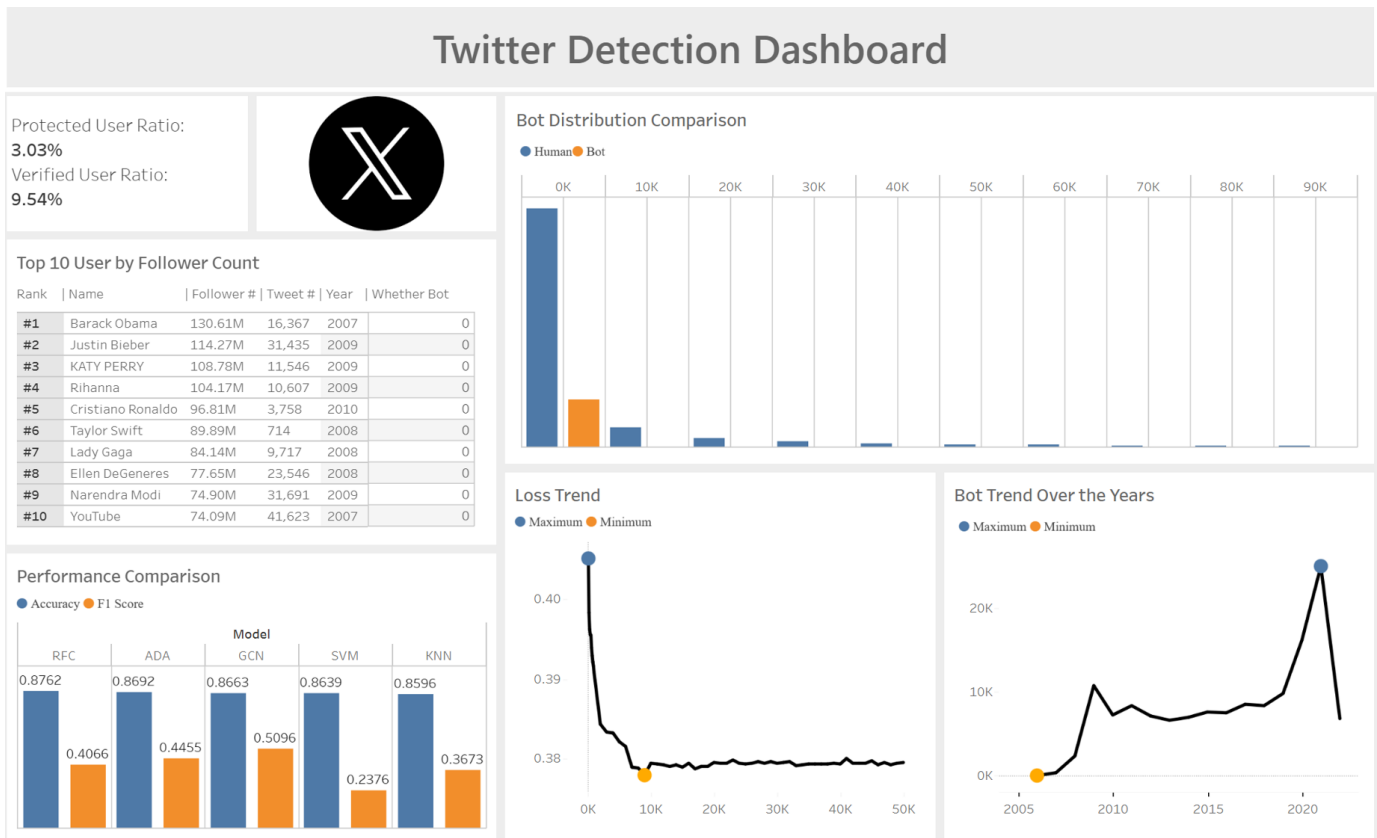 Twitter Detection Dashboard
Protected User Ratio:
3.03%
Verified User Ratio:
9.54%
Top 10 User by Follower Count
Rank | Name | Follower # | Tweet # | Year | Whether Bot
#1 Barack Obama 130.61M 16,367 2007 0
#2 Justin Bieber 114.27M 31,435 2009 0
#3 KATY PERRY 108.78M 11,546 2009 0
#4 Rihanna 104.17M 10,607 2009 0
#5 Cristiano Ronaldo 96.81M 3,758 2010 0
#6 Taylor Swift 89.89M 714 2008 0
#7 Lady Gaga 84.14M 9,717 2008 0
#8 Ellen DeGeneres 77.65M 23,546 2008 0
#9 Narendra Modi 74.90M 31,691 2009 0
#10 YouTube 74.09M 41,623 2007 0
Performance Comparison
Accuracy F1 Score
Model
RFC ADA GCN SVM KNN
0.8762 0.8692 0.8663 0.8639 0.8596
0.4066 0.4455 0.5096 0.2376 0.3673
Bot Distribution Comparison
Human Bot
0K 10K 20K 30K 40K 50K 60K 70K 80K 90K
Loss Trend
Maximum Minimum
0.40
0.39
0.38
0K 10K 20K 30K 40K 50K
Bot Trend Over the Years
Maximum Minimum
20K
10K
0K
2005 2010 2015 2020